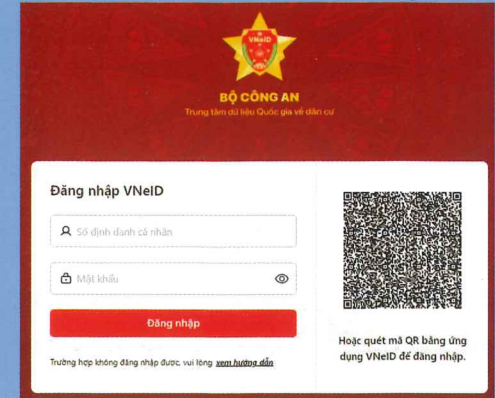 VNeID
BỘ CÔNG AN
Trung tâm dữ liệu Quốc gia về dân cư
Đăng nhập VNeID
Số định danh cá nhân
Mật khẩu
Đăng nhập
Trường hợp không đăng nhập được, vui lòng xem hướng dẫn
Hoặc quét mã QR bằng ứng
dụng VNeID để đăng nhập.